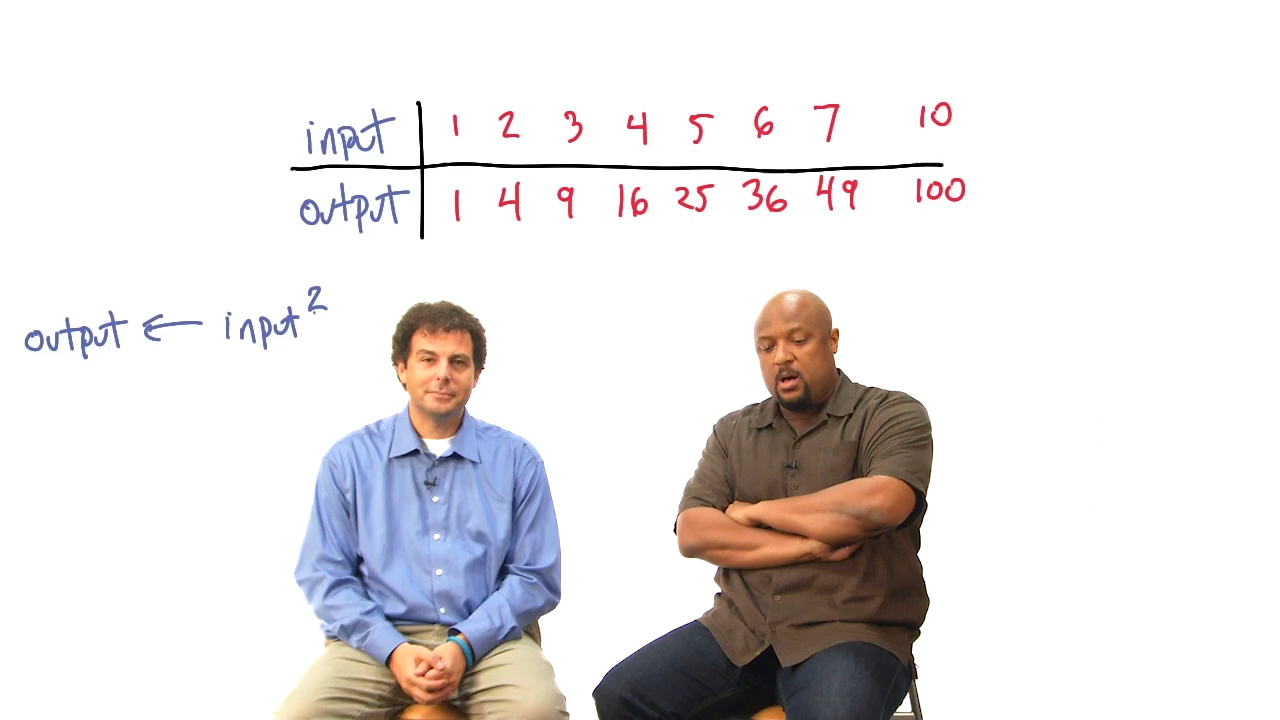 input 1 2 3 4 5 6 7 10
output 1 4 9 16 25 36 49 100
output ← input²